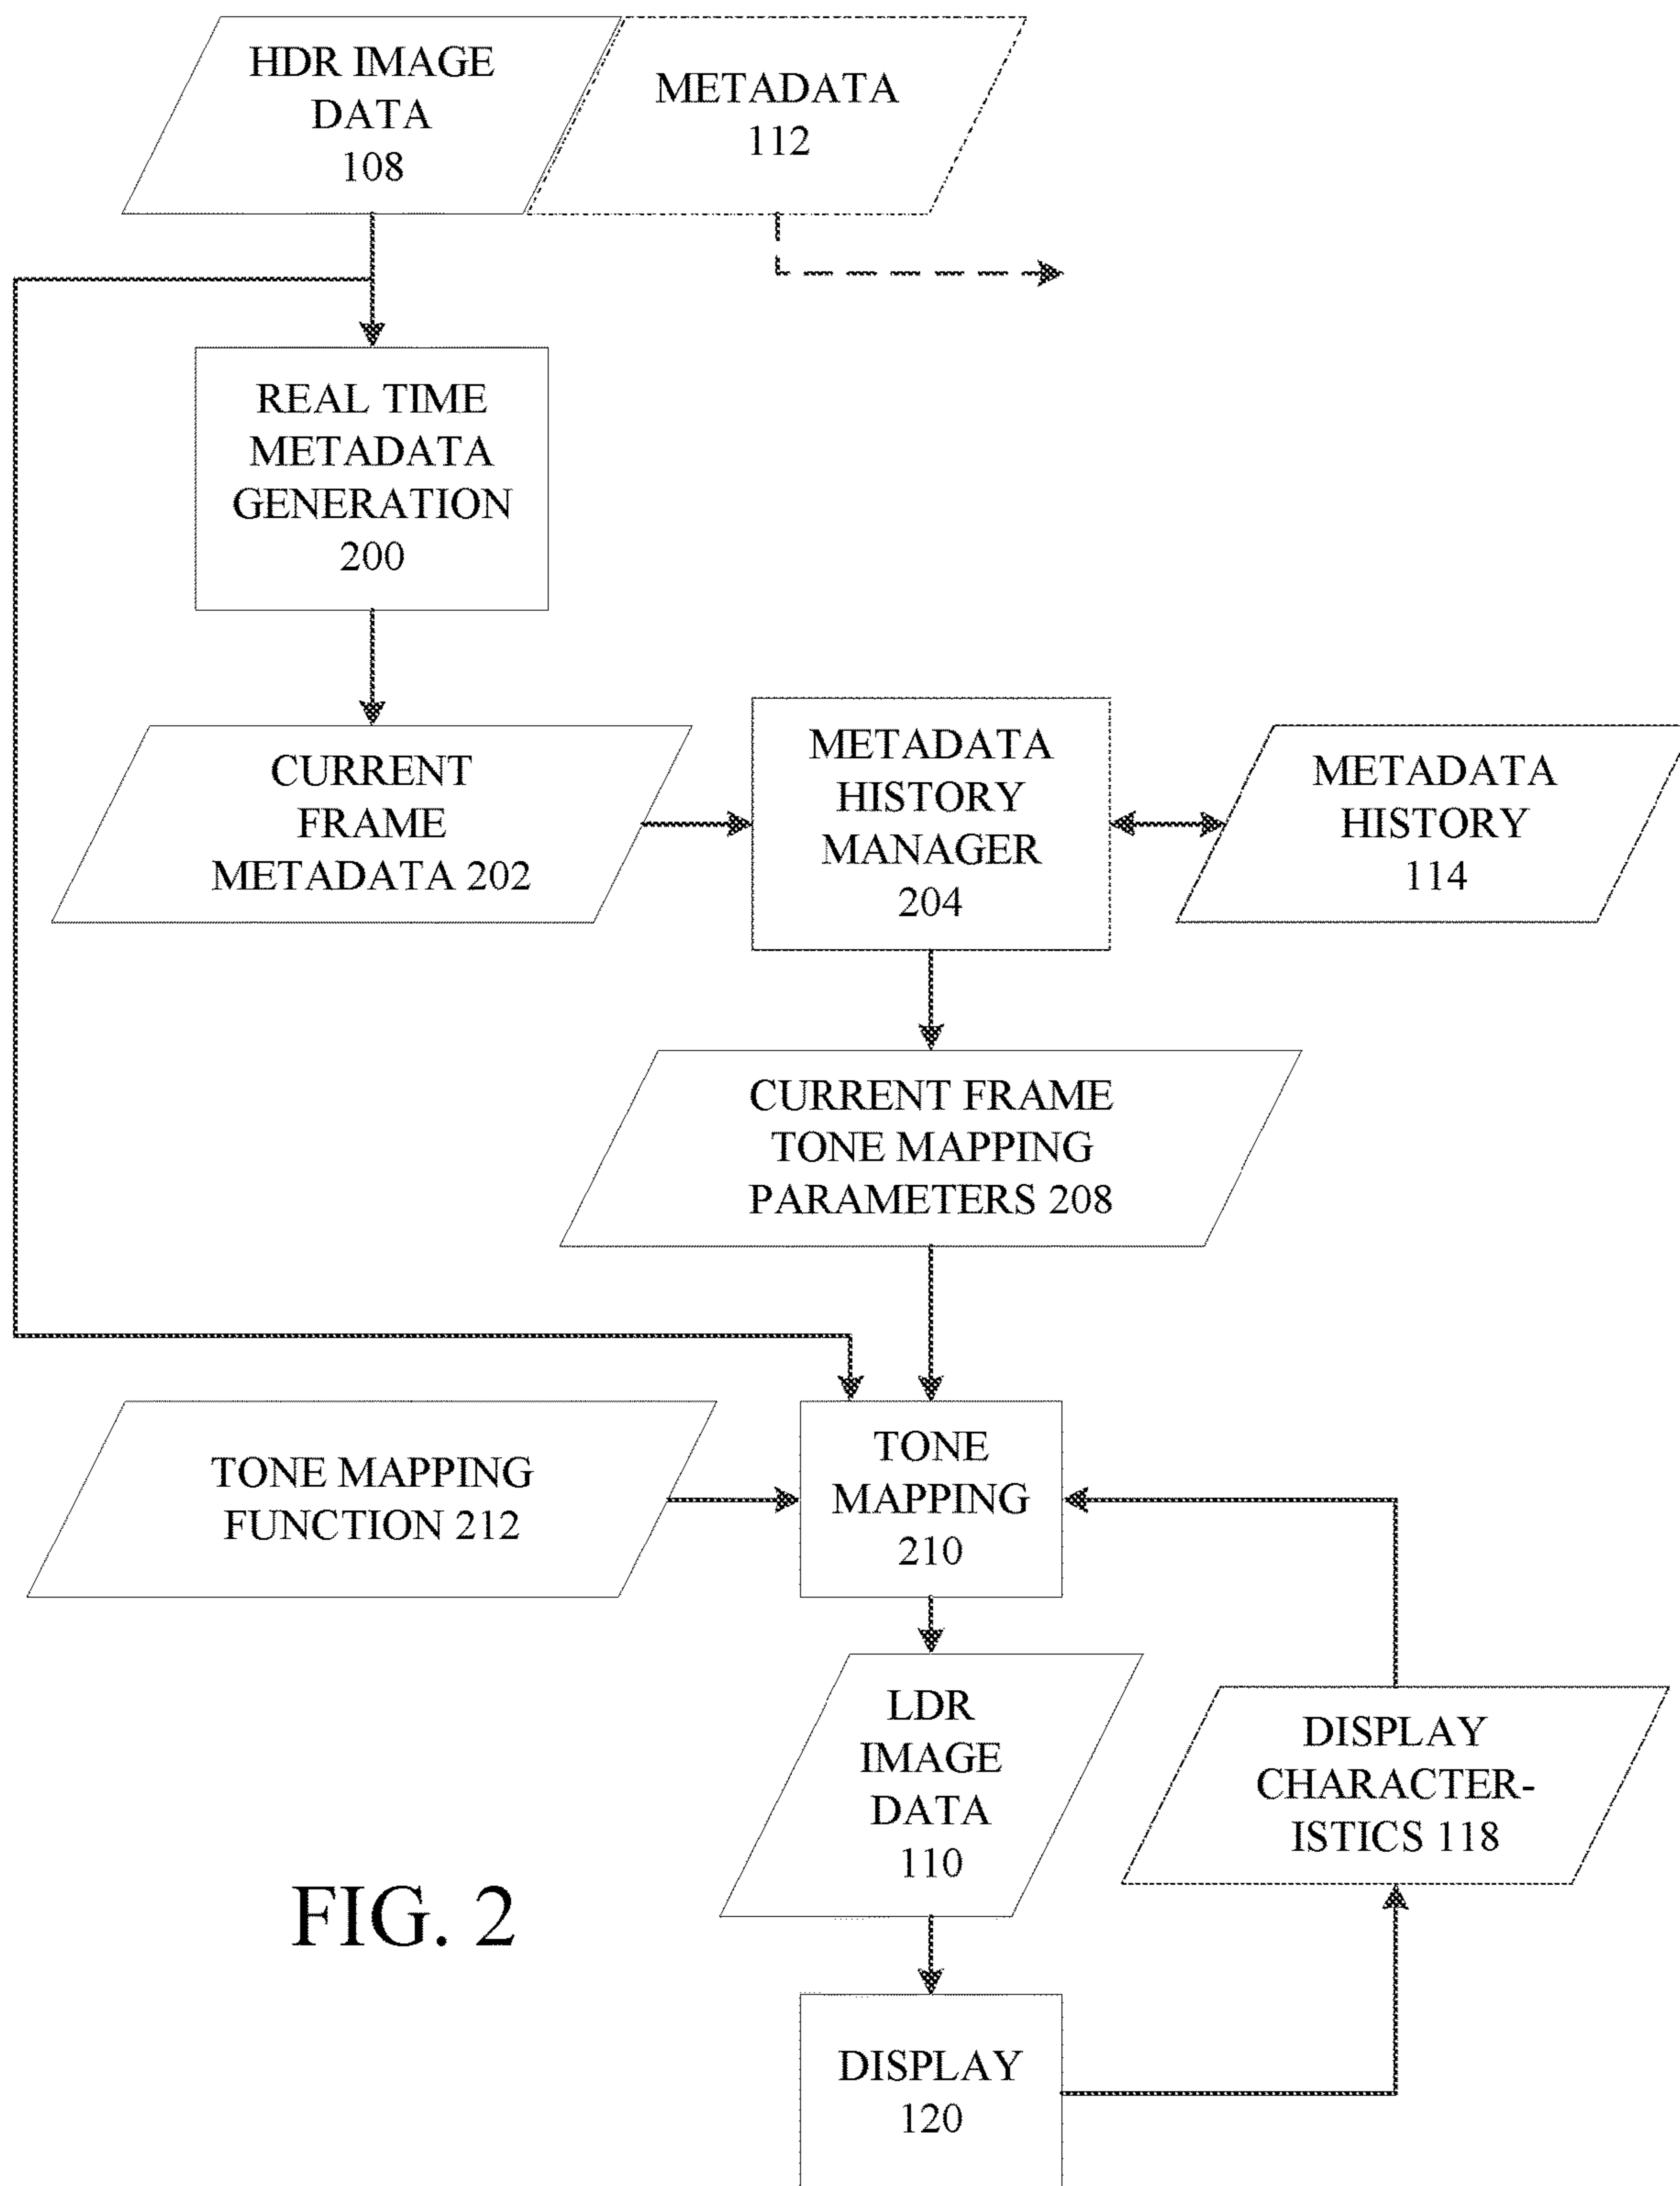 HDR IMAGE
DATA
108
METADATA
112
REAL TIME
METADATA
GENERATION
200
CURRENT
FRAME
METADATA 202
METADATA
HISTORY
MANAGER
204
METADATA
HISTORY
114
CURRENT FRAME
TONE MAPPING
PARAMETERS 208
TONE MAPPING
FUNCTION 212
TONE
MAPPING
210
LDR
IMAGE
DATA
110
DISPLAY
CHARACTER-
ISTICS 118
FIG. 2
DISPLAY
120